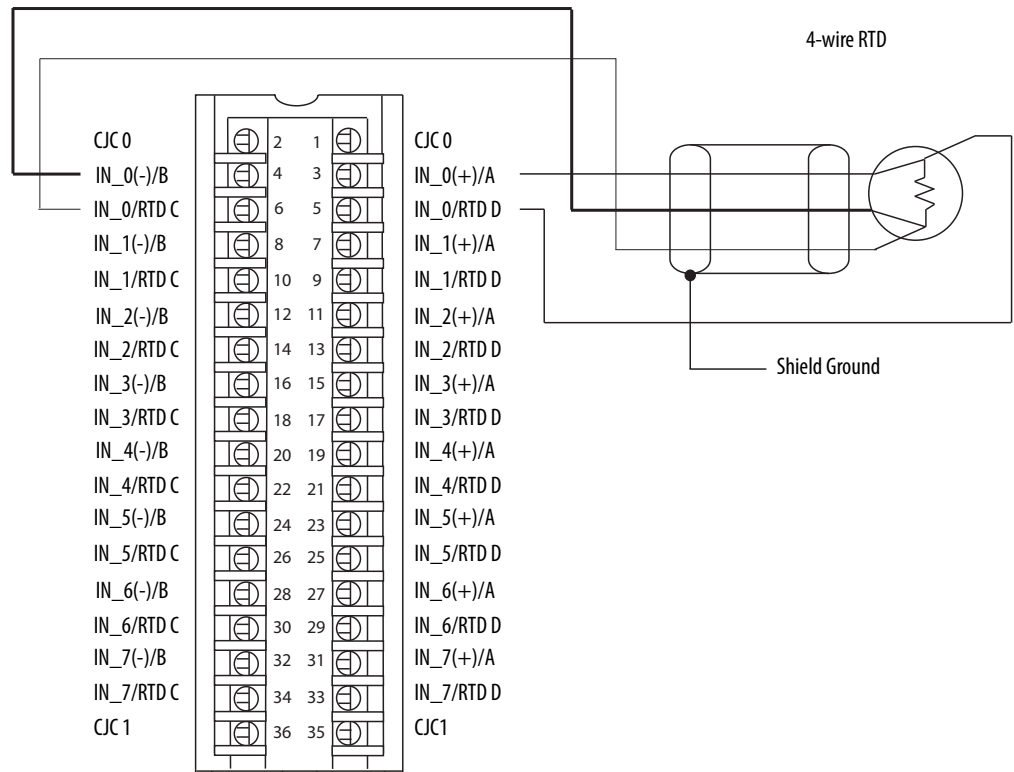 4-wire RTD
CJC 0 2 1 CJC 0
IN_0(-)/B 4 3 IN_0(+)/A
IN_0/RTD C 6 5 IN_0/RTD D
IN_1(-)/B 8 7 IN_1(+)/A
IN_1/RTD C 10 9 IN_1/RTD D
IN_2(-)/B 12 11 IN_2(+)/A
IN_2/RTD C 14 13 IN_2/RTD D
Shield Ground
IN_3(-)/B 16 15 IN_3(+)/A
IN_3/RTD C 18 17 IN_3/RTD D
IN_4(-)/B 20 19 IN_4(+)/A
IN_4/RTD C 22 21 IN_4/RTD D
IN_5(-)/B 24 23 IN_5(+)/A
IN_5/RTD C 26 25 IN_5/RTD D
IN_6(-)/B 28 27 IN_6(+)/A
IN_6/RTD C 30 29 IN_6/RTD D
IN_7(-)/B 32 31 IN_7(+)/A
IN_7/RTD C 34 33 IN_7/RTD D
CJC 1 36 35 CJC1